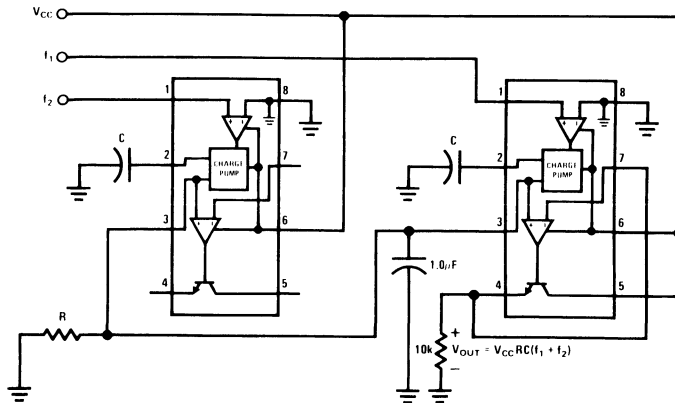 VCC
f1
f2
1
8
+ −
C
2
CHARGE
PUMP
7
3
+ −
6
4
5
R
1
8
+ −
C
2
CHARGE
PUMP
7
3
+ −
6
1.0μF
4
5
10k
+
VOUT = VCC RC(f1 + f2)
−